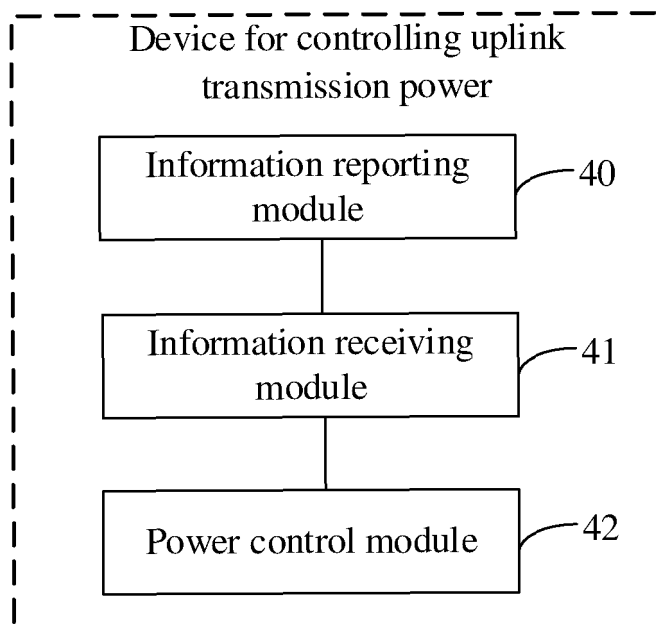 Device for controlling uplink
transmission power
Information reporting
module
40
Information receiving
module
41
Power control module
42